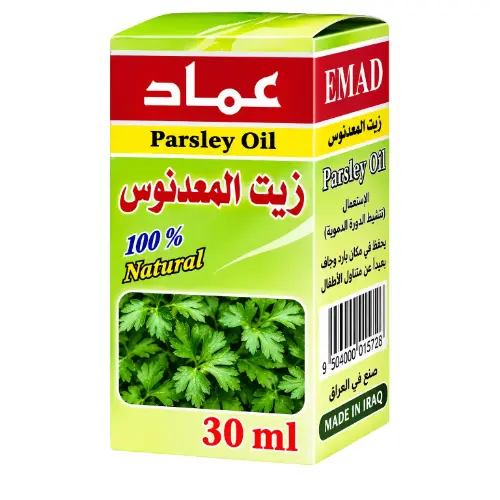 عماد
Parsley Oil
زيت المعدنوس
100 %
Natural
30 ml
EMAD
زيت المعدنوس
Parsley Oil
الإستعمال
(تنشيط الدورة الدموية)
يحفظ في مكان بارد وجاف
بعيداً عن متناول الأطفال
9 504000 015728
صنع في العراق
MADE IN IRAQ